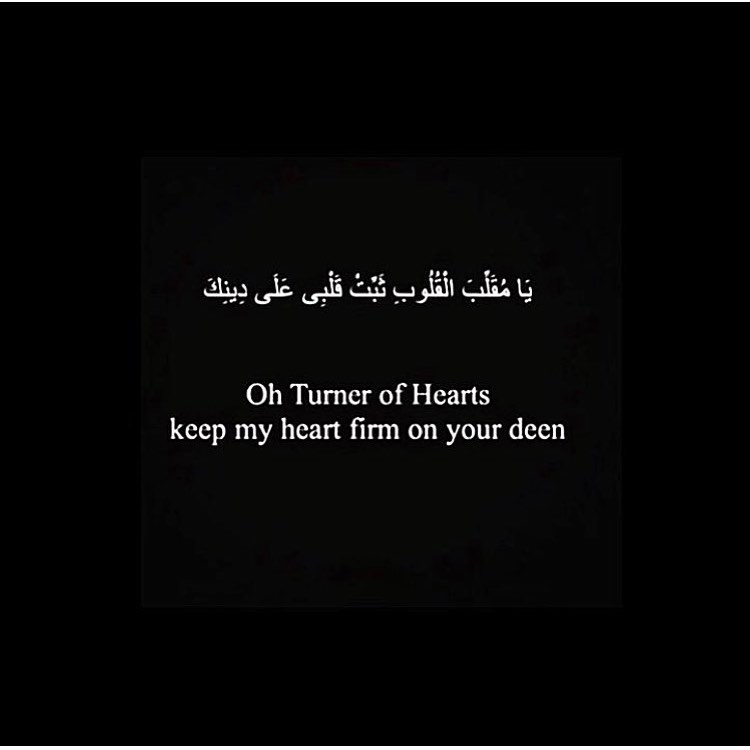 يَا مُقَلِّبَ الْقُلُوبِ ثَبِّتْ قَلْبِى عَلَى دِينِكَ
Oh Turner of Hearts
keep my heart firm on your deen